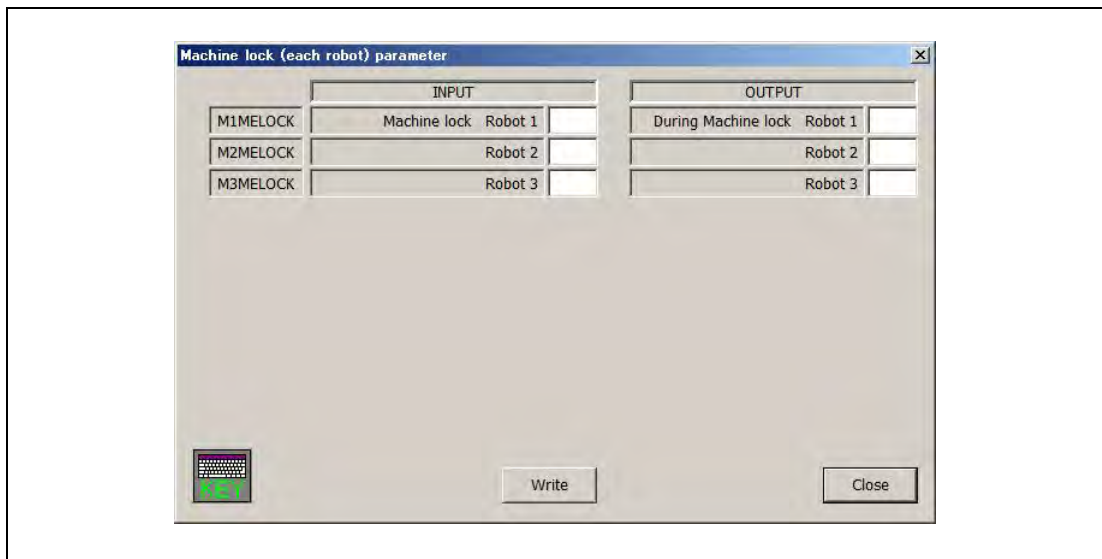 Machine lock (each robot) parameter
INPUT OUTPUT
M1MELOCK Machine lock Robot 1 During Machine lock Robot 1
M2MELOCK Robot 2 Robot 2
M3MELOCK Robot 3 Robot 3
KEY
Write Close